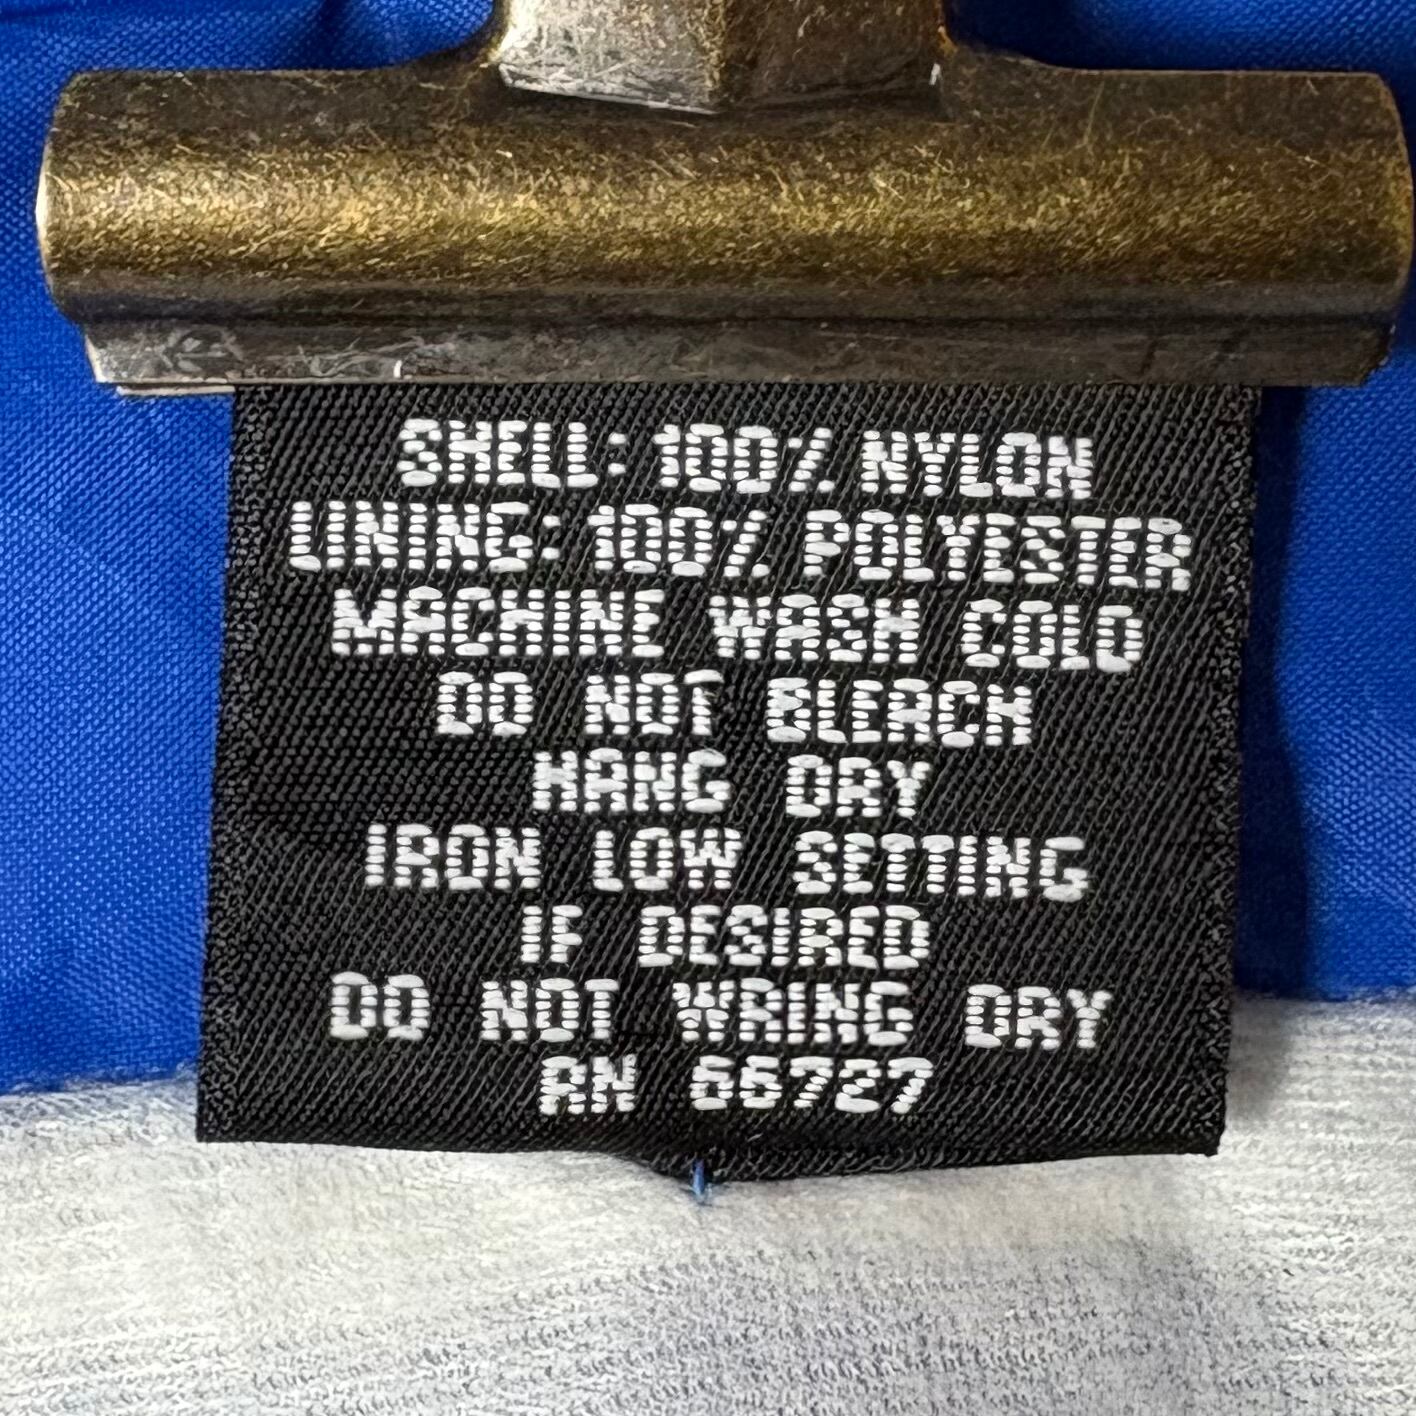 SHELL: 100% NYLON
LINING: 100% POLYESTER
MACHINE WASH COLD
DO NOT BLEACH
HANG DRY
IRON LOW SETTING
IF DESIRED
DO NOT WRING DRY
RN 66727